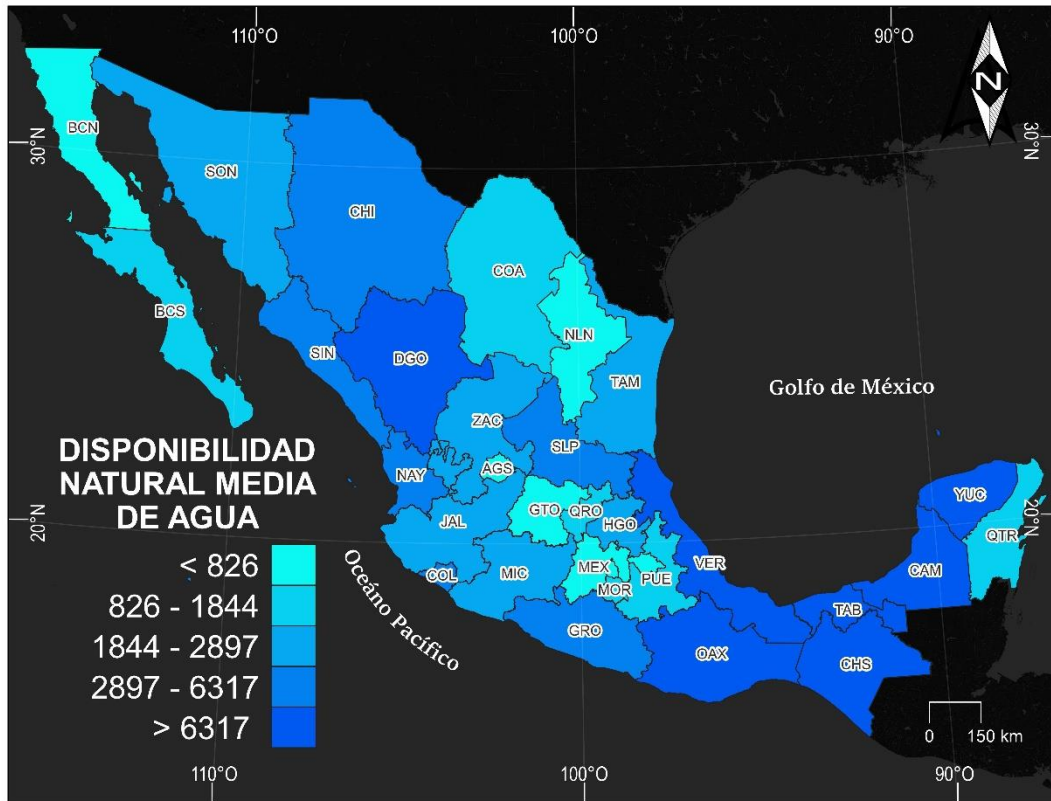 110°O
100°O
90°O
N
30°N
30°N
BCN
SON
CHI
COA
BCS
NLN
SIN
DGO
TAM
Golfo de México
ZAC
DISPONIBILIDAD
NATURAL MEDIA
DE AGUA
SLP
NAY
AGS
YUC
20°N
20°N
GTO
QRO
JAL
HGO
QTR
< 826
Océano Pacífico
COL
MIC
MEX
MOR
PUE
VER
CAM
826 - 1844
TAB
1844 - 2897
GRO
OAX
CHS
2897 - 6317
> 6317
0 150 km
110°O
100°O
90°O